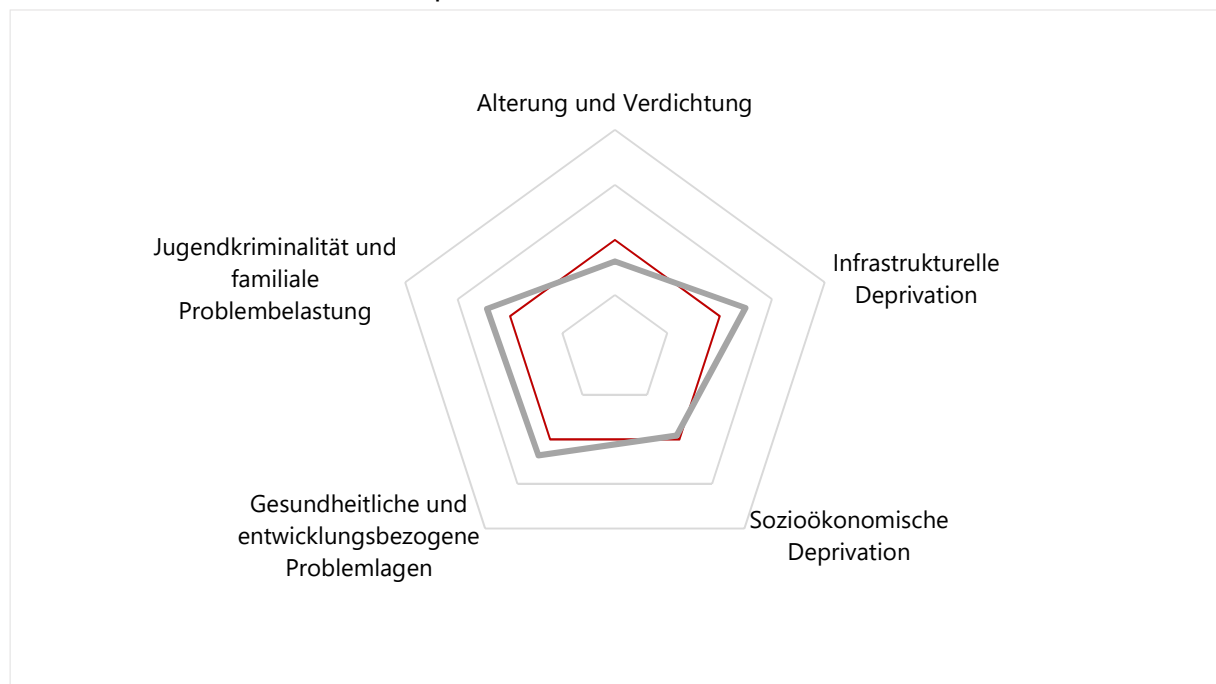 Alterung und Verdichtung
Infrastrukturelle
Deprivation
Sozioökonomische
Deprivation
Gesundheitliche und
entwicklungsbezogene
Problemlagen
Jugendkriminalität und
familiale
Problembelastung